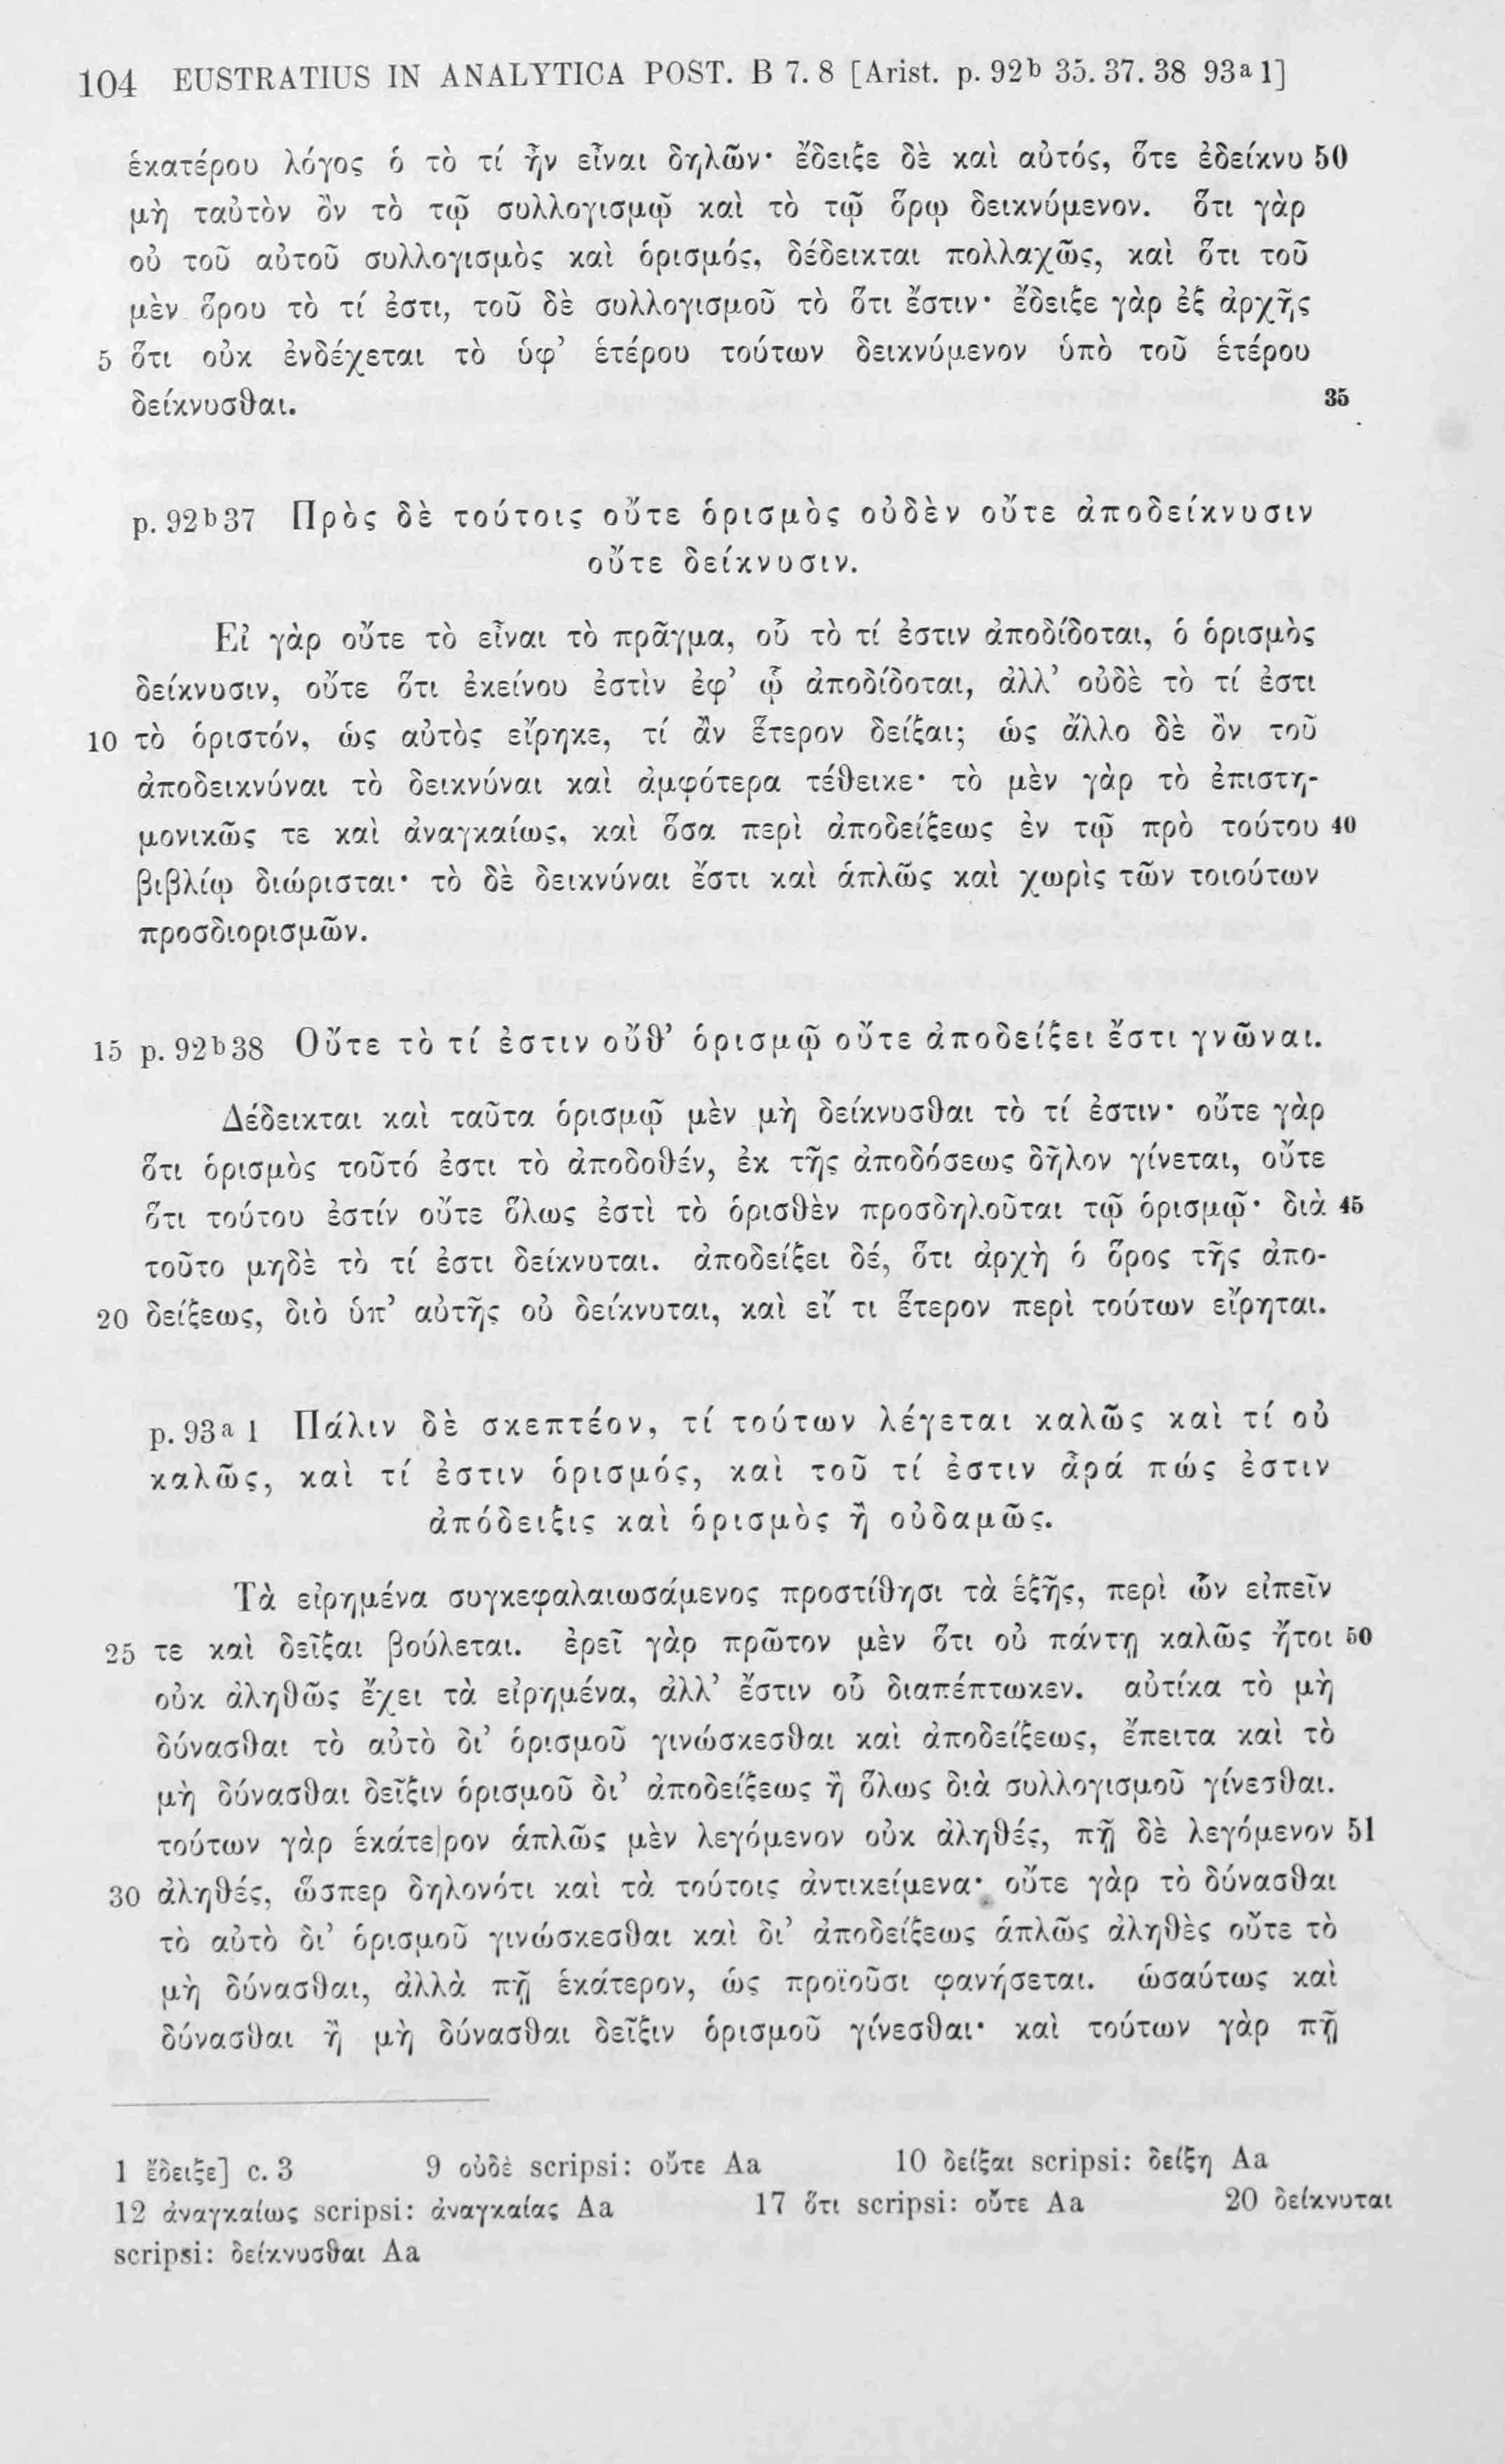 104 EUSTRATIUS IN ANALYTICA POST. B 7. 8 [Arist. p. 92b 35. 37. 38 93a 1]
ἑκατέρου λόγος ὁ τὸ τί ἦν εἶναι δηλῶν· ἔδειξε δὲ καὶ αὐτός, ὅτε ἐδείκνυ 50
μὴ ταὐτὸν ὂν τὸ τῷ συλλογισμῷ καὶ τὸ τῷ ὅρῳ δεικνύμενον. ὅτι γὰρ
οὐ τοῦ αὐτοῦ συλλογισμὸς καὶ ὁρισμός, δέδεικται πολλαχῶς, καὶ ὅτι τοῦ
μὲν ὅρου τὸ τί ἐστι, τοῦ δὲ συλλογισμοῦ τὸ ὅτι ἔστιν· ἔδειξε γὰρ ἐξ ἀρχῆς
5 ὅτι οὐκ ἐνδέχεται τὸ ὑφ’ ἑτέρου τούτων δεικνύμενον ὑπὸ τοῦ ἑτέρου
δείκνυσθαι. 35
p. 92b37 Πρὸς δὲ τούτοις οὔτε ὁρισμὸς οὐδὲν οὔτε ἀποδείκνυσιν
οὔτε δείκνυσιν.
Εἰ γὰρ οὔτε τὸ εἶναι τὸ πρᾶγμα, οὗ τὸ τί ἐστιν ἀποδίδοται, ὁ ὁρισμὸς
δείκνυσιν, οὔτε ὅτι ἐκείνου ἐστὶν ἐφ’ ᾧ ἀποδίδοται, ἀλλ’ οὐδὲ τὸ τί ἐστι
10 τὸ ὁριστόν, ὡς αὐτὸς εἴρηκε, τί ἂν ἕτερον δείξαι; ὡς ἄλλο δὲ ὂν τοῦ
ἀποδεικνύναι τὸ δεικνύναι καὶ ἀμφότερα τέθεικε· τὸ μὲν γὰρ τὸ ἐπιστη-
μονικῶς τε καὶ ἀναγκαίως, καὶ ὅσα περὶ ἀποδείξεως ἐν τῷ πρὸ τούτου 40
βιβλίῳ διώρισται· τὸ δὲ δεικνύναι ἔστι καὶ ἁπλῶς καὶ χωρὶς τῶν τοιούτων
προσδιορισμῶν.
15 p. 92b38 Οὔτε τὸ τί ἐστιν οὔθ’ ὁρισμῷ οὔτε ἀποδείξει ἔστι γνῶναι.
Δέδεικται καὶ ταῦτα ὁρισμῷ μὲν μὴ δείκνυσθαι τὸ τί ἐστιν· οὔτε γὰρ
ὅτι ὁρισμὸς τοῦτό ἐστι τὸ ἀποδοθέν, ἐκ τῆς ἀποδόσεως δῆλον γίνεται, οὔτε
ὅτι τούτου ἐστίν οὔτε ὅλως ἐστὶ τὸ ὁρισθὲν προσδηλοῦται τῷ ὁρισμῷ· διὰ 45
τοῦτο μηδὲ τὸ τί ἐστι δείκνυται. ἀποδείξει δέ, ὅτι ἀρχὴ ὁ ὅρος τῆς ἀπο-
20 δείξεως, διὸ ὑπ’ αὐτῆς οὐ δείκνυται, καὶ εἴ τι ἕτερον περὶ τούτων εἴρηται.
p. 93a 1 Πάλιν δὲ σκεπτέον, τί τούτων λέγεται καλῶς καὶ τί οὐ
καλῶς, καὶ τί ἐστιν ὁρισμός, καὶ τοῦ τί ἐστιν ἆρά πώς ἐστιν
ἀπόδειξις καὶ ὁρισμὸς ἢ οὐδαμῶς.
Τὰ εἰρημένα συγκεφαλαιωσάμενος προστίθησι τὰ ἑξῆς, περὶ ὧν εἰπεῖν
25 τε καὶ δεῖξαι βούλεται. ἐρεῖ γὰρ πρῶτον μὲν ὅτι οὐ πάντῃ καλῶς ἤτοι 50
οὐκ ἀληθῶς ἔχει τὰ εἰρημένα, ἀλλ’ ἔστιν οὗ διαπέπτωκεν. αὐτίκα τὸ μὴ
δύνασθαι τὸ αὐτὸ δι’ ὁρισμοῦ γινώσκεσθαι καὶ ἀποδείξεως, ἔπειτα καὶ τὸ
μὴ δύνασθαι δεῖξιν ὁρισμοῦ δι’ ἀποδείξεως ἢ ὅλως διὰ συλλογισμοῦ γίνεσθαι.
τούτων γὰρ ἑκάτε|ρον ἁπλῶς μὲν λεγόμενον οὐκ ἀληθές, πῇ δὲ λεγόμενον 51
30 ἀληθές, ὥσπερ δηλονότι καὶ τὰ τούτοις ἀντικείμενα· οὔτε γὰρ τὸ δύνασθαι
τὸ αὐτὸ δι’ ὁρισμοῦ γινώσκεσθαι καὶ δι’ ἀποδείξεως ἁπλῶς ἀληθὲς οὔτε τὸ
μὴ δύνασθαι, ἀλλὰ πῇ ἑκάτερον, ὡς προϊοῦσι φανήσεται. ὡσαύτως καὶ
δύνασθαι ἢ μὴ δύνασθαι δεῖξιν ὁρισμοῦ γίνεσθαι· καὶ τούτων γὰρ πῇ
1 ἔδειξε] c. 3 9 οὐδὲ scripsi: οὔτε Aa 10 δείξαι scripsi: δείξῃ Aa
12 ἀναγκαίως scripsi: ἀναγκαίας Aa 17 ὅτι scripsi: οὔτε Aa 20 δείκνυται
scripsi: δείκνυσθαι Aa